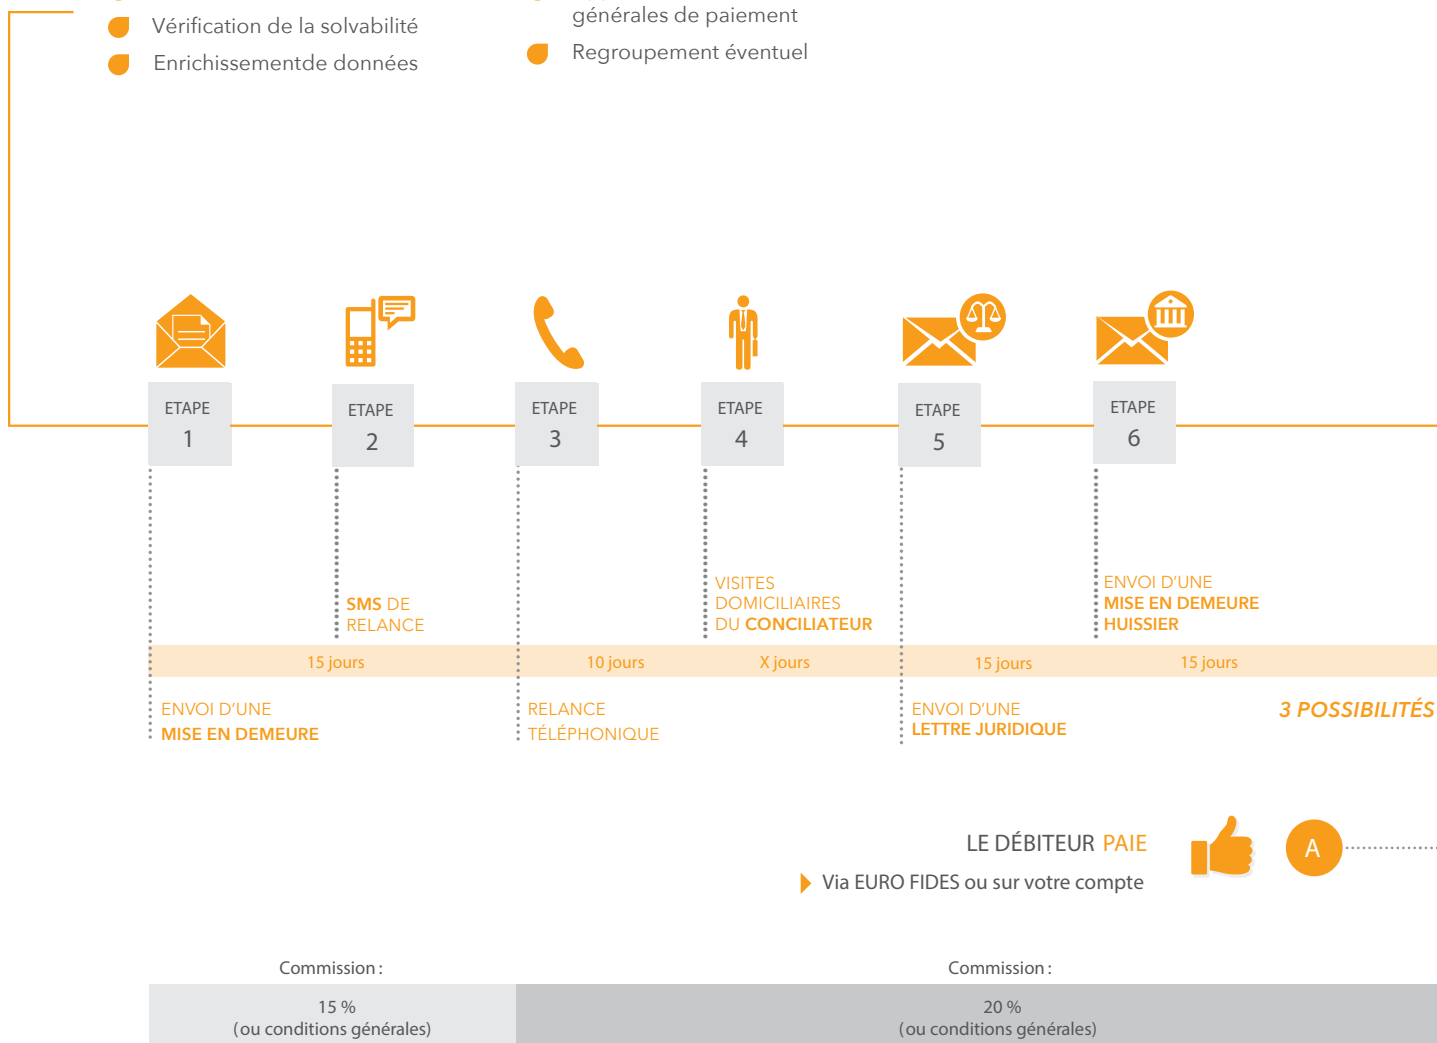 Vérification de la solvabilité
Enrichissementde données
générales de paiement
Regroupement éventuel
ETAPE
1
ETAPE
2
ETAPE
3
ETAPE
4
ETAPE
5
ETAPE
6
SMS DE
RELANCE
VISITES
DOMICILIAIRES
DU CONCILIATEUR
ENVOI D'UNE
MISE EN DEMEURE
HUISSIER
15 jours
10 jours
X jours
15 jours
15 jours
ENVOI D'UNE
MISE EN DEMEURE
RELANCE
TÉLÉPHONIQUE
ENVOI D'UNE
LETTRE JURIDIQUE
3 POSSIBILITÉS
LE DÉBITEUR PAIE
A
Via EURO FIDES ou sur votre compte
Commission :
15 %
(ou conditions générales)
Commission :
20 %
(ou conditions générales)